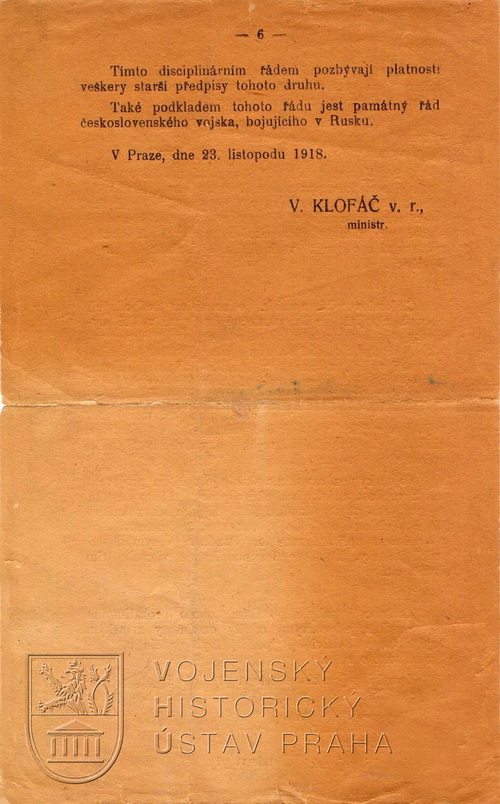 — 6 —
Tímto disciplinárním řádem pozbývají platnosti
veškery starší předpisy tohoto druhu.
Také podkladem tohoto řádu jest památný řád
československého vojska, bojujícího v Rusku.
V Praze, dne 23. listopadu 1918.
V. KLOFÁČ v. r.,
ministr.
VOJENSKÝ
HISTORICKÝ
ÚSTAV PRAHA